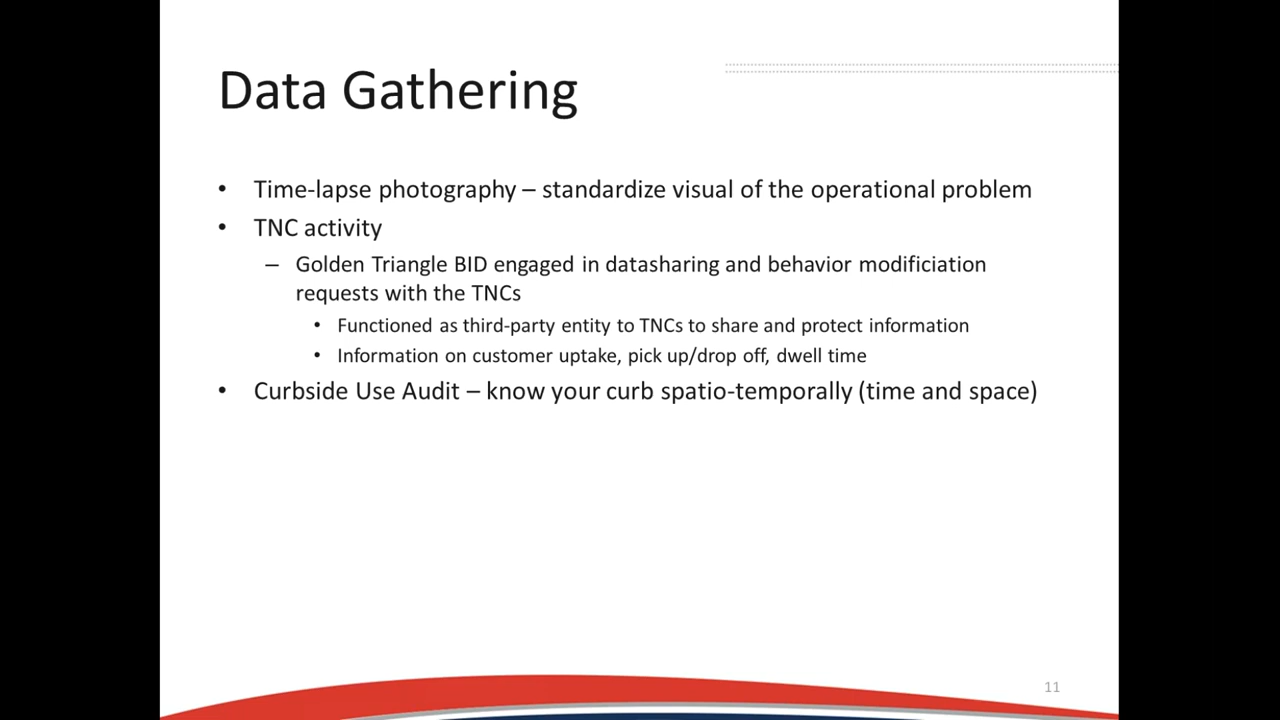 Data Gathering
• Time-lapse photography – standardize visual of the operational problem
• TNC activity
– Golden Triangle BID engaged in datasharing and behavior modificiation
requests with the TNCs
• Functioned as third-party entity to TNCs to share and protect information
• Information on customer uptake, pick up/drop off, dwell time
• Curbside Use Audit – know your curb spatio-temporally (time and space)
11